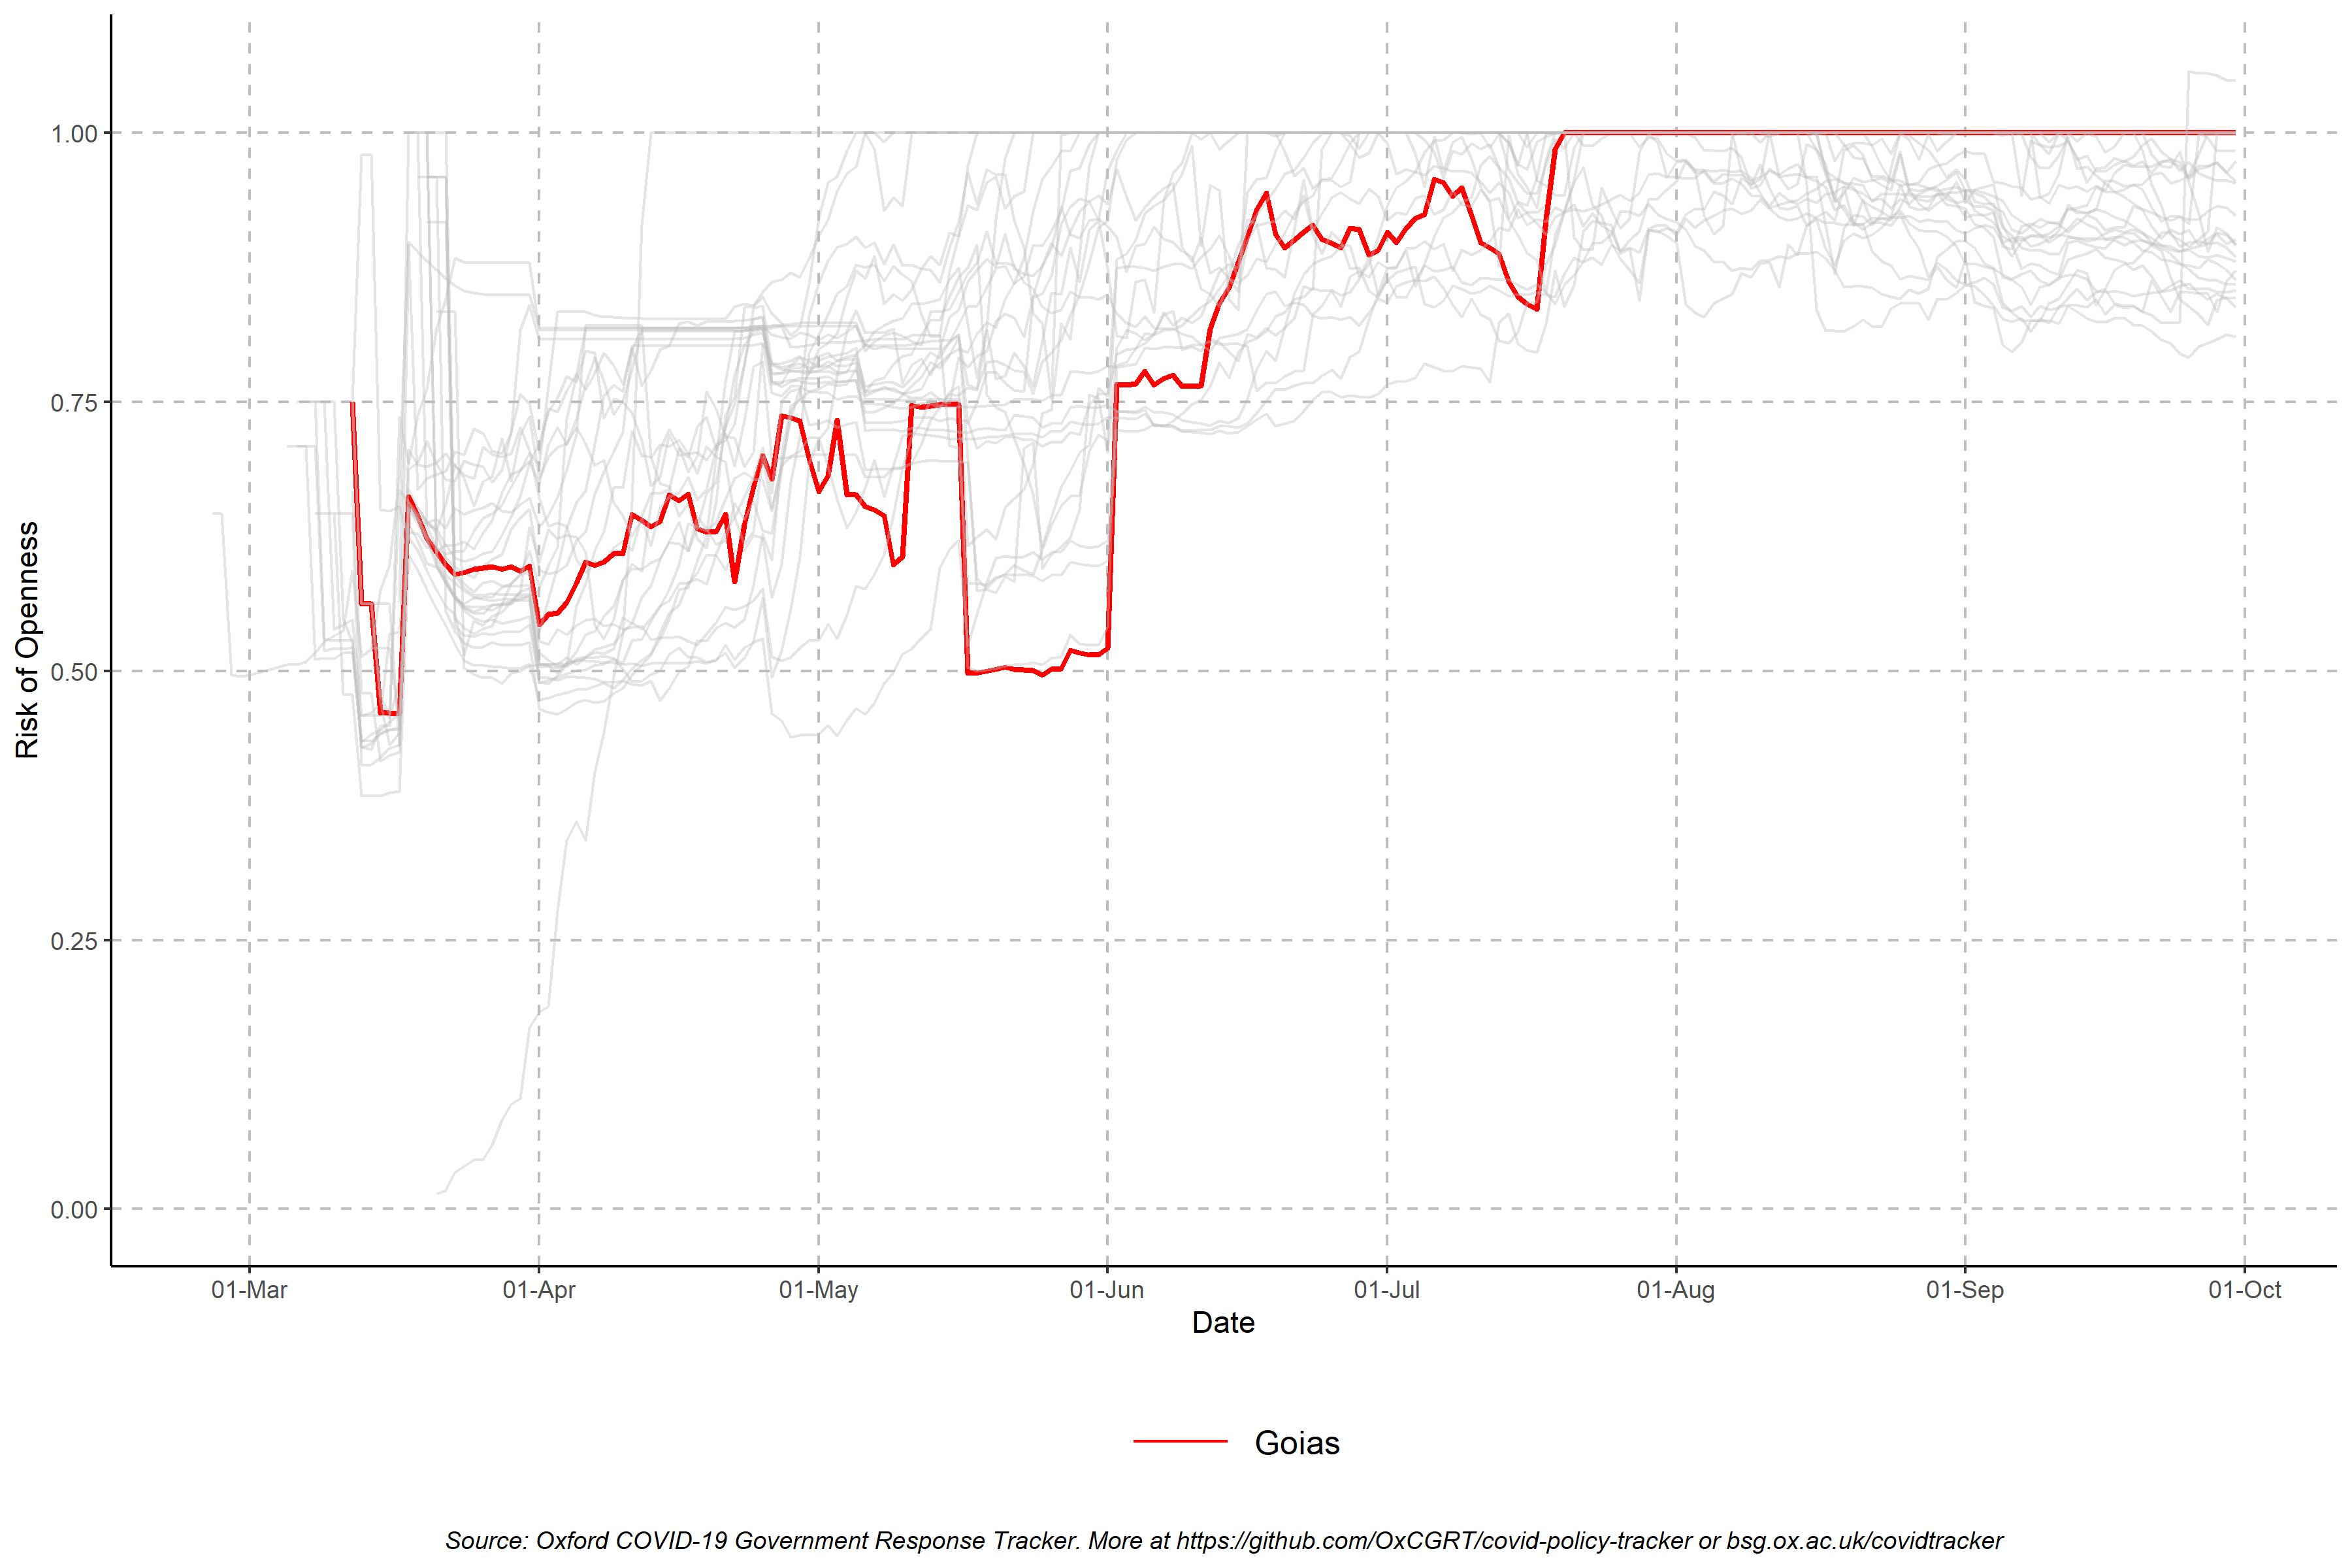 1.00
0.75
0.50
0.25
0.00
Risk of Openness
01-Mar 01-Apr 01-May 01-Jun 01-Jul 01-Aug 01-Sep 01-Oct
Date
Goias
Source: Oxford COVID-19 Government Response Tracker. More at https://github.com/OxCGRT/covid-policy-tracker or bsg.ox.ac.uk/covidtracker